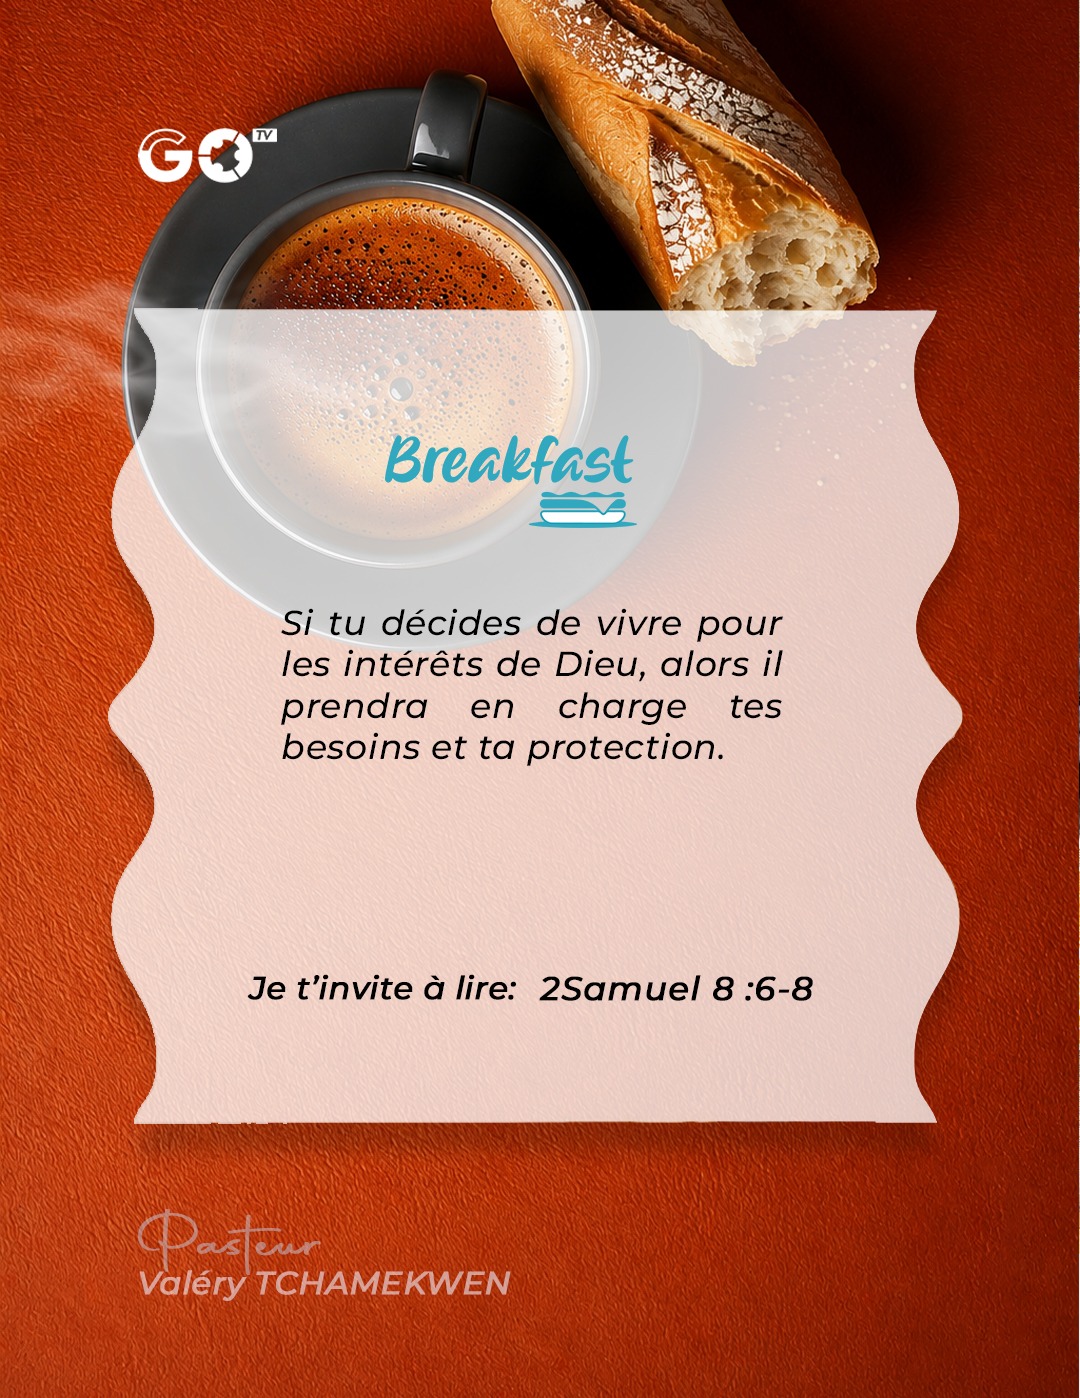 GO TV
Breakfast
Si tu décides de vivre pour
les intérêts de Dieu, alors il
prendra en charge tes
besoins et ta protection.
Je t’invite à lire: 2Samuel 8 :6-8
Pasteur
Valéry TCHAMEKWEN